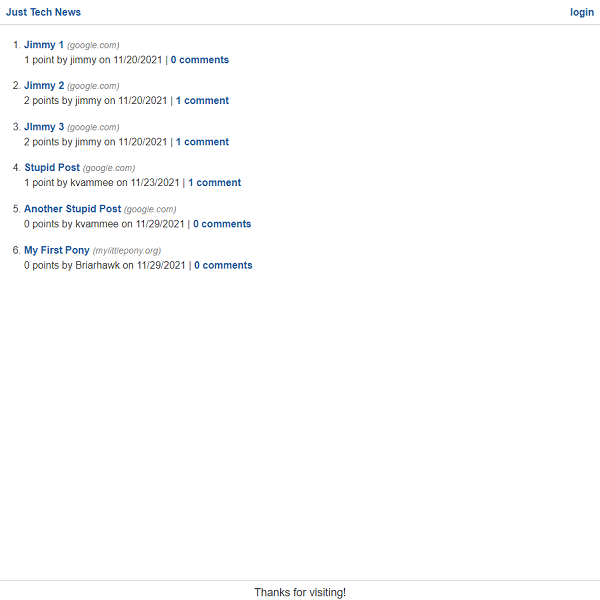 Just Tech News
login
1. Jimmy 1 (google.com)
1 point by jimmy on 11/20/2021 | 0 comments
2. Jimmy 2 (google.com)
2 points by jimmy on 11/20/2021 | 1 comment
3. JImmy 3 (google.com)
2 points by jimmy on 11/20/2021 | 1 comment
4. Stupid Post (google.com)
1 point by kvammee on 11/23/2021 | 1 comment
5. Another Stupid Post (google.com)
0 points by kvammee on 11/29/2021 | 0 comments
6. My First Pony (mylittlepony.org)
0 points by Briarhawk on 11/29/2021 | 0 comments
Thanks for visiting!